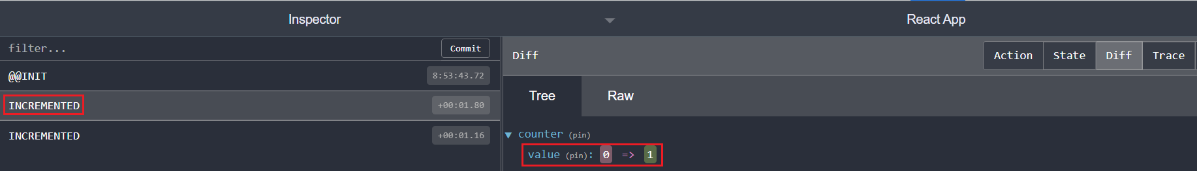 Inspector
React App
filter...
Commit
Diff
Action
State
Diff
Trace
@@INIT
8:53:43.72
Tree
Raw
INCREMENTED
+00:01.80
INCREMENTED
+00:01.16
counter (pin)
value (pin): 0 => 1